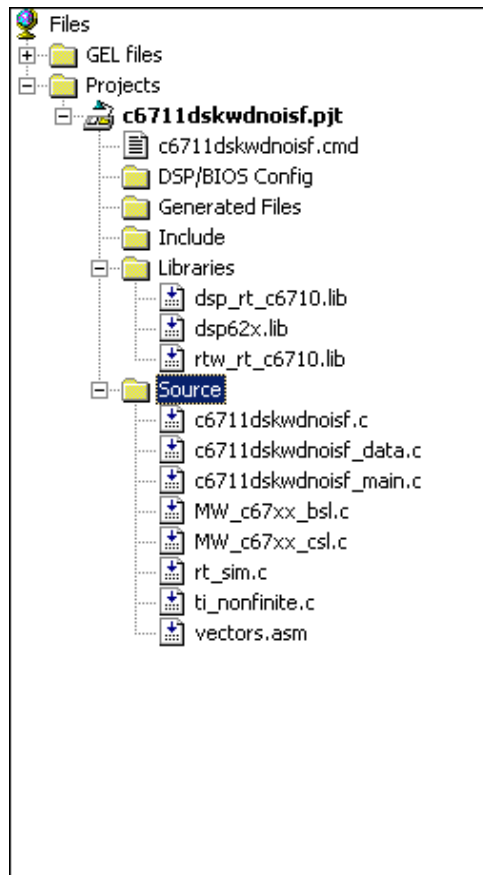 Files
GEL files
Projects
c6711dskwdnoisf.pjt
c6711dskwdnoisf.cmd
DSP/BIOS Config
Generated Files
Include
Libraries
dsp_rt_c6710.lib
dsp62x.lib
rtw_rt_c6710.lib
Source
c6711dskwdnoisf.c
c6711dskwdnoisf_data.c
c6711dskwdnoisf_main.c
MW_c67xx_bsl.c
MW_c67xx_csl.c
rt_sim.c
ti_nonfinite.c
vectors.asm